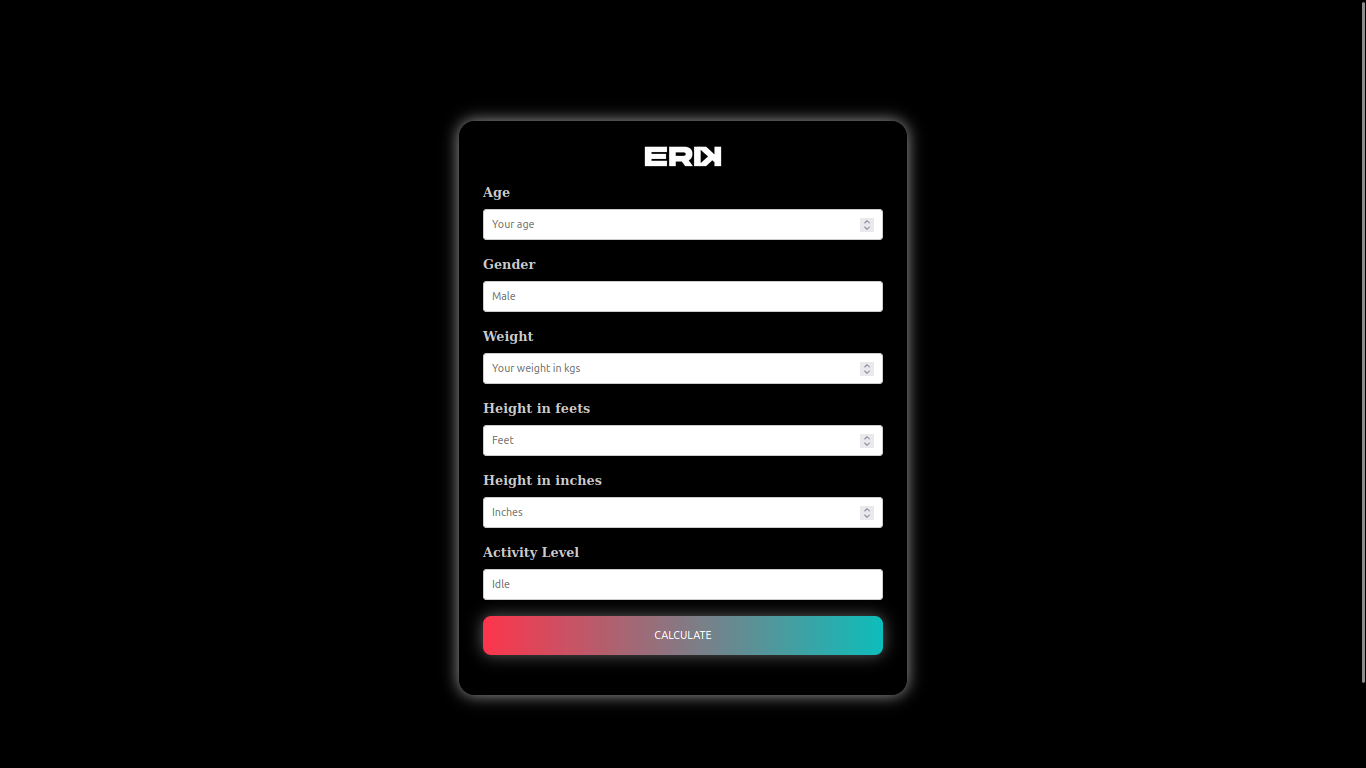 ERIK
Age
Your age
Gender
Male
Weight
Your weight in kgs
Height in feets
Feet
Height in inches
Inches
Activity Level
Idle
CALCULATE